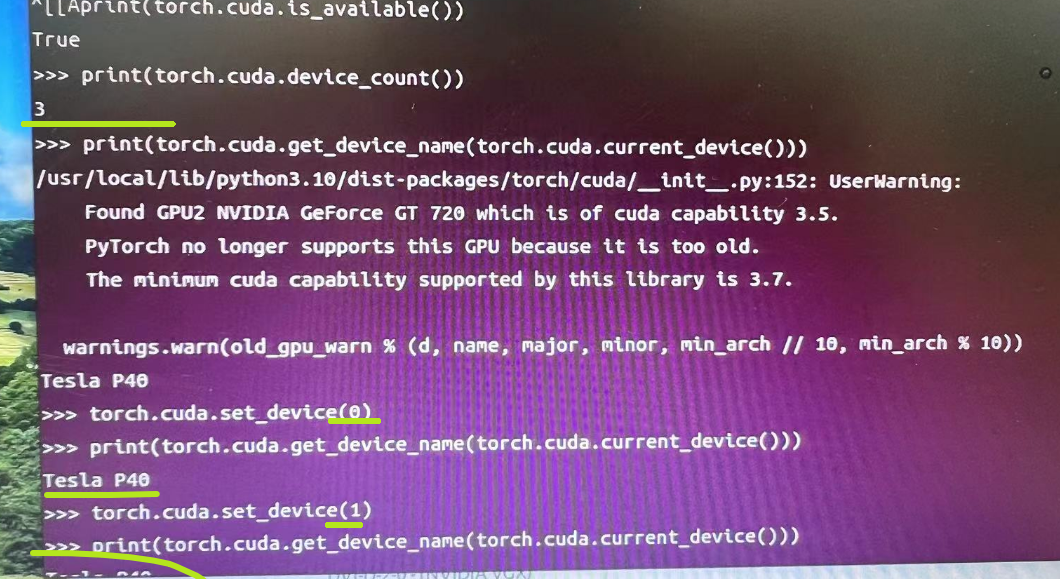 ^[[Aprint(torch.cuda.is_available())
True
>>> print(torch.cuda.device_count())
3
>>> print(torch.cuda.get_device_name(torch.cuda.current_device()))
/usr/local/lib/python3.10/dist-packages/torch/cuda/__init__.py:152: UserWarning:
    Found GPU2 NVIDIA GeForce GT 720 which is of cuda capability 3.5.
    PyTorch no longer supports this GPU because it is too old.
    The minimum cuda capability supported by this library is 3.7.
  warnings.warn(old_gpu_warn % (d, name, major, minor, min_arch // 10, min_arch % 10))
Tesla P40
>>> torch.cuda.set_device(0)
>>> print(torch.cuda.get_device_name(torch.cuda.current_device()))
Tesla P40
>>> torch.cuda.set_device(1)
>>> print(torch.cuda.get_device_name(torch.cuda.current_device()))
Tesla P40